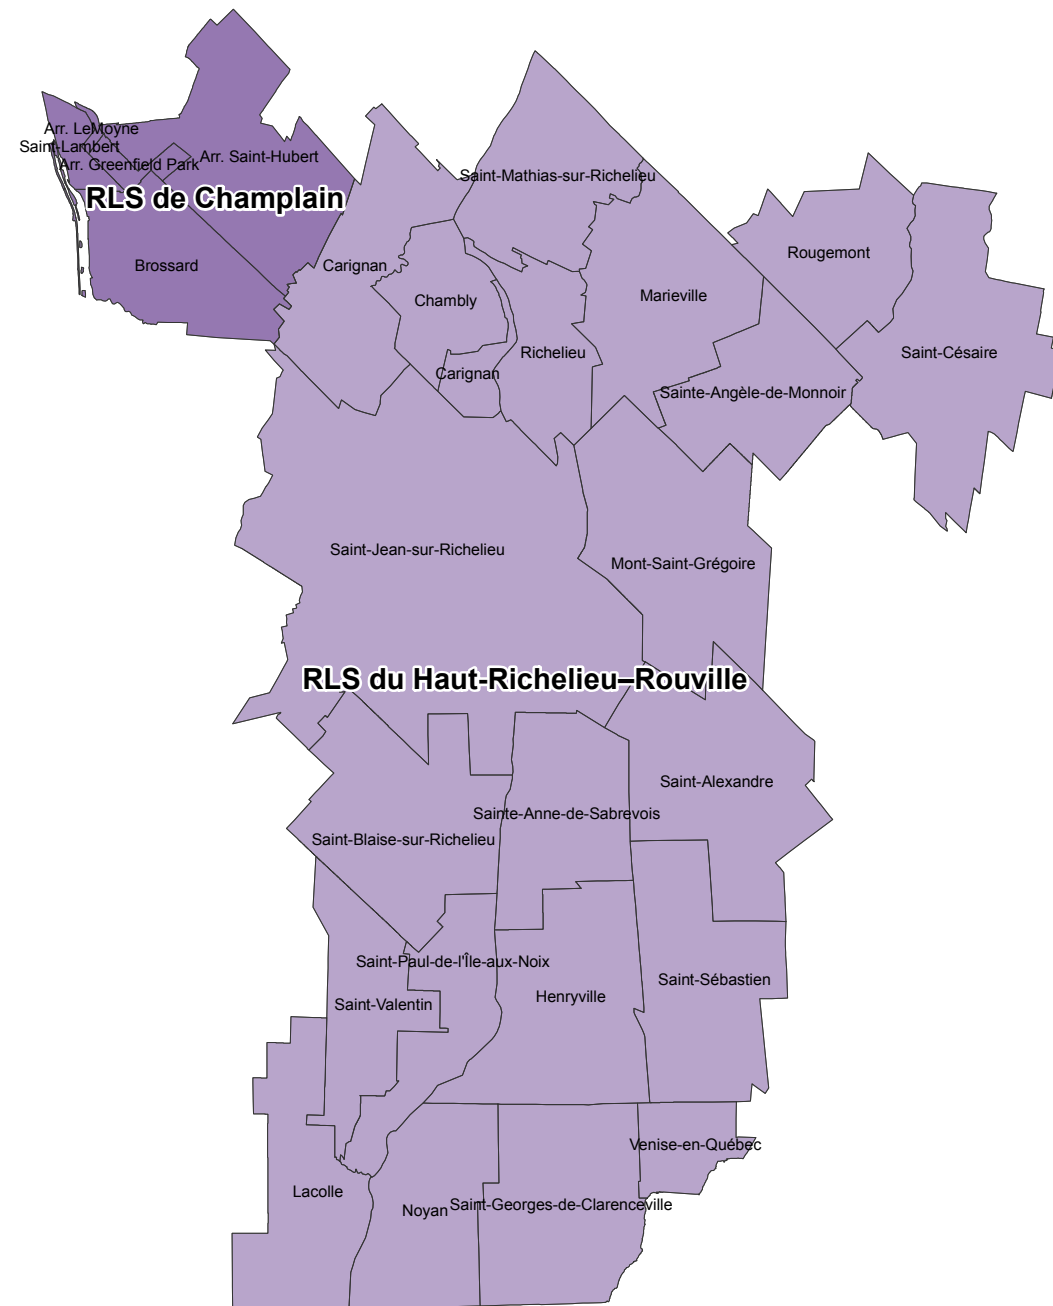 Arr. LeMoyne
Saint-Lambert
Arr. Greenfield Park
Arr. Saint-Hubert
RLS de Champlain
Brossard
Saint-Mathias-sur-Richelieu
Carignan
Chambly
Richelieu
Carignan
Marieville
Rougemont
Saint-Césaire
Sainte-Angèle-de-Monnoir
Saint-Jean-sur-Richelieu
Mont-Saint-Grégoire
RLS du Haut-Richelieu–Rouville
Saint-Alexandre
Sainte-Anne-de-Sabrevois
Saint-Blaise-sur-Richelieu
Saint-Paul-de-l'Île-aux-Noix
Saint-Sébastien
Henryville
Saint-Valentin
Venise-en-Québec
Lacolle
Noyan
Saint-Georges-de-Clarenceville